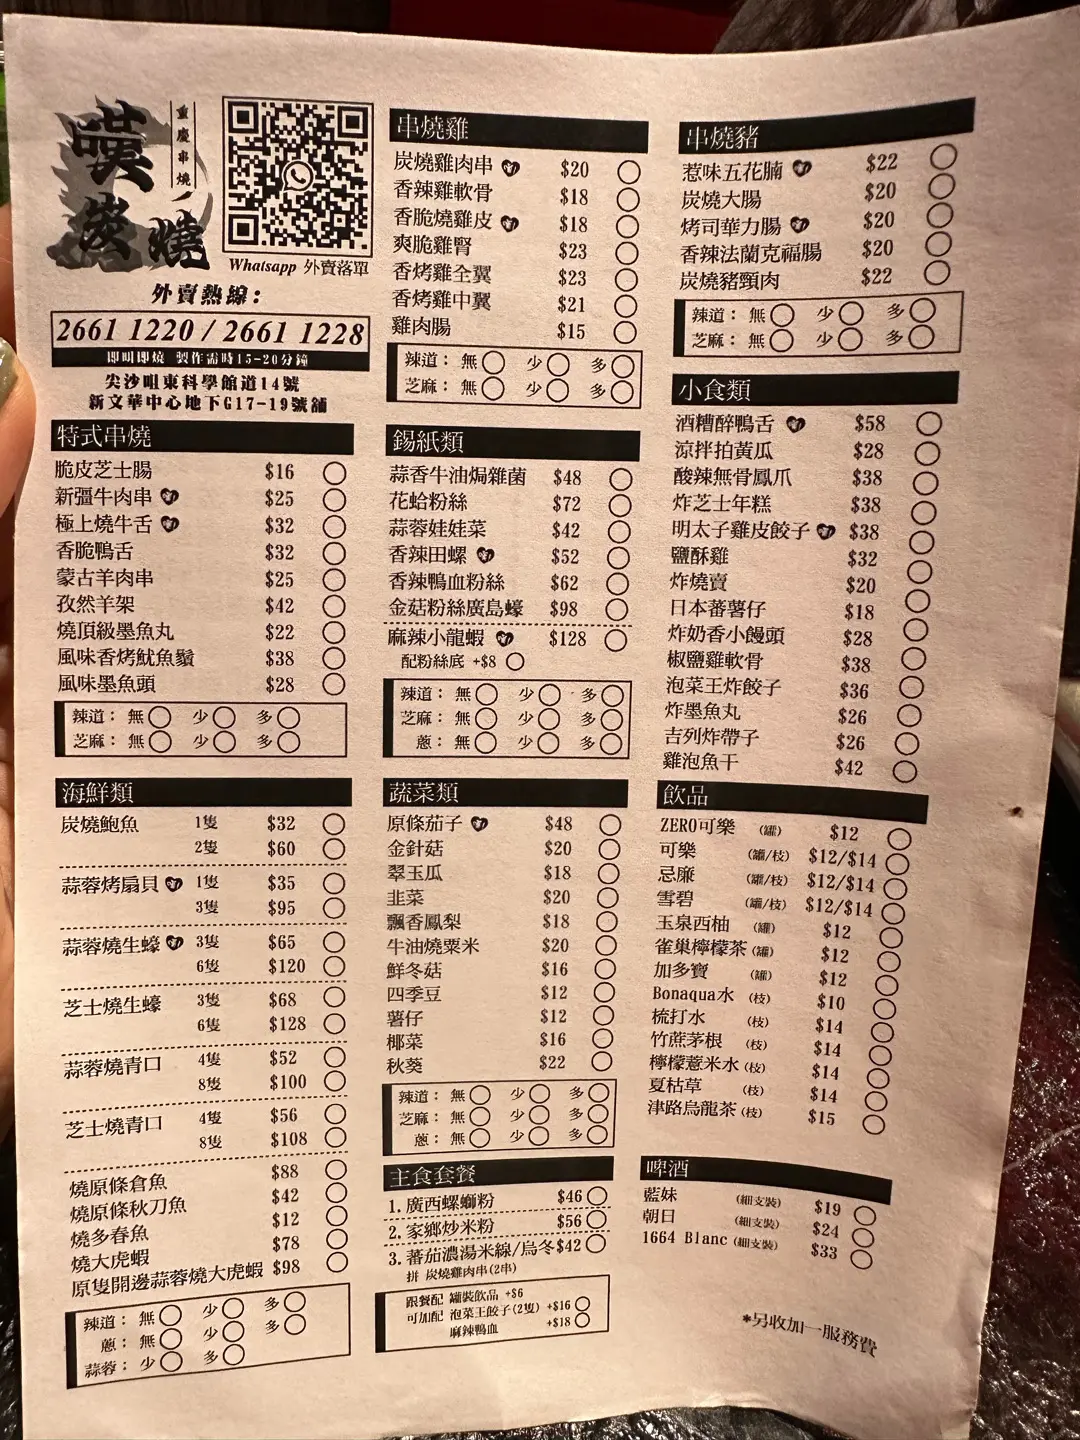 重慶串燒
嘆炭燒
Whatsapp 外賣落單
外賣熱線：
2661 1220 / 2661 1228
即叫即燒 製作需時15-20分鐘
尖沙咀東科學館道14號
新文華中心地下G17-19號舖
特式串燒
脆皮芝士腸 $16
新疆牛肉串 $25
極上燒牛舌 $32
香脆鴨舌 $32
蒙古羊肉串 $25
孜然羊架 $42
燒頂級墨魚丸 $22
風味香烤魷魚鬚 $38
風味墨魚頭 $28
辣道： 無 少 多
芝麻： 無 少 多
海鮮類
炭燒鮑魚 1隻 $32
2隻 $60
蒜蓉烤扇貝 1隻 $35
3隻 $95
蒜蓉燒生蠔 3隻 $65
6隻 $120
芝士燒生蠔 3隻 $68
6隻 $128
蒜蓉燒青口 4隻 $52
8隻 $100
芝士燒青口 4隻 $56
8隻 $108
燒原條倉魚 $88
燒原條秋刀魚 $42
燒多春魚 $12
燒大虎蝦 $78
原隻開邊蒜蓉燒大虎蝦 $98
辣道： 無 少 多
蔥： 無 少 多
蒜蓉： 少 多
串燒雞
炭燒雞肉串 $20
香辣雞軟骨 $18
香脆燒雞皮 $18
爽脆雞腎 $23
香烤雞全翼 $23
香烤雞中翼 $21
雞肉腸 $15
辣道： 無 少 多
芝麻： 無 少 多
錫紙類
蒜香牛油焗雜菌 $48
花蛤粉絲 $72
蒜蓉娃娃菜 $42
香辣田螺 $52
香辣鴨血粉絲 $62
金菇粉絲廣島蠔 $98
麻辣小龍蝦 $128
配粉絲底 +$8
辣道： 無 少 多
芝麻： 無 少 多
蔥： 無 少 多
蔬菜類
原條茄子 $48
金針菇 $20
翠玉瓜 $18
韭菜 $20
飄香鳳梨 $18
牛油燒粟米 $20
鮮冬菇 $16
四季豆 $12
薯仔 $12
椰菜 $16
秋葵 $22
辣道： 無 少 多
芝麻： 無 少 多
蔥： 無 少 多
主食套餐
1. 廣西螺螄粉 $46
2. 家鄉炒米粉 $56
3. 蕃茄濃湯米線/烏冬 $42
拼 炭燒雞肉串(2串)
跟餐配 罐裝飲品 +$6
可加配 泡菜王餃子(2隻) +$16
麻辣鴨血 +$18
串燒豬
惹味五花腩 $22
炭燒大腸 $20
烤司華力腸 $20
香辣法蘭克福腸 $20
炭燒豬頸肉 $22
辣道： 無 少 多
芝麻： 無 少 多
小食類
酒糟醉鴨舌 $58
涼拌拍黃瓜 $28
酸辣無骨鳳爪 $38
炸芝士年糕 $38
明太子雞皮餃子 $38
鹽酥雞 $32
炸燒賣 $20
日本蕃薯仔 $18
炸奶香小饅頭 $28
椒鹽雞軟骨 $38
泡菜王炸餃子 $36
炸墨魚丸 $26
吉列炸帶子 $26
雞泡魚干 $42
飲品
ZERO可樂 (罐) $12
可樂 (罐/枝) $12/$14
忌廉 (罐/枝) $12/$14
雪碧 (罐/枝) $12/$14
玉泉西柚 (罐) $12
雀巢檸檬茶 (罐) $12
加多寶 (罐) $12
Bonaqua水 (枝) $10
梳打水 (枝) $14
竹蔗茅根 (枝) $14
檸檬薏米水 (枝) $14
夏枯草 (枝) $14
津路烏龍茶 (枝) $15
啤酒
藍妹 (細支裝) $19
朝日 (細支裝) $24
1664 Blanc (細支裝) $33
*另收加一服務費